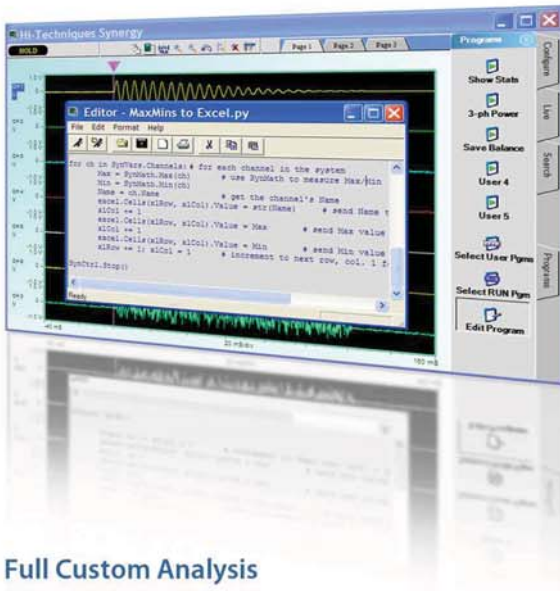 Hi-Techniques Synergy
HOLD
Page 1 Page 2 Page 3
Programs
Configure
Live
Search
Programs
Show Stats
3-ph Power
Save Balance
User 4
User 5
Select User Pgms
Select RUN Pgm
Edit Program
Editor - MaxMins to Excel.py
File Edit Format Help
for ch in SynVars.Channels: # for each channel in the system
Max = SynMath.Max(ch) # use SynMath to measure Max/Min
Min = SynMath.Min(ch)
Name = ch.Name # get the channel's Name
excel.Cells(xlRow, xlCol).Value = str(Name) # send Name t
xlCol += 1
excel.Cells(xlRow, xlCol).Value = Max # send Max value
xlCol += 1
excel.Cells(xlRow, xlCol).Value = Min # send Min value
xlRow += 1; xlCol = 1 # increment to next row, col. 1 f
SynCtrl.Stop()
Ready
-40 mS
20 mS/div
160 mS
Full Custom Analysis